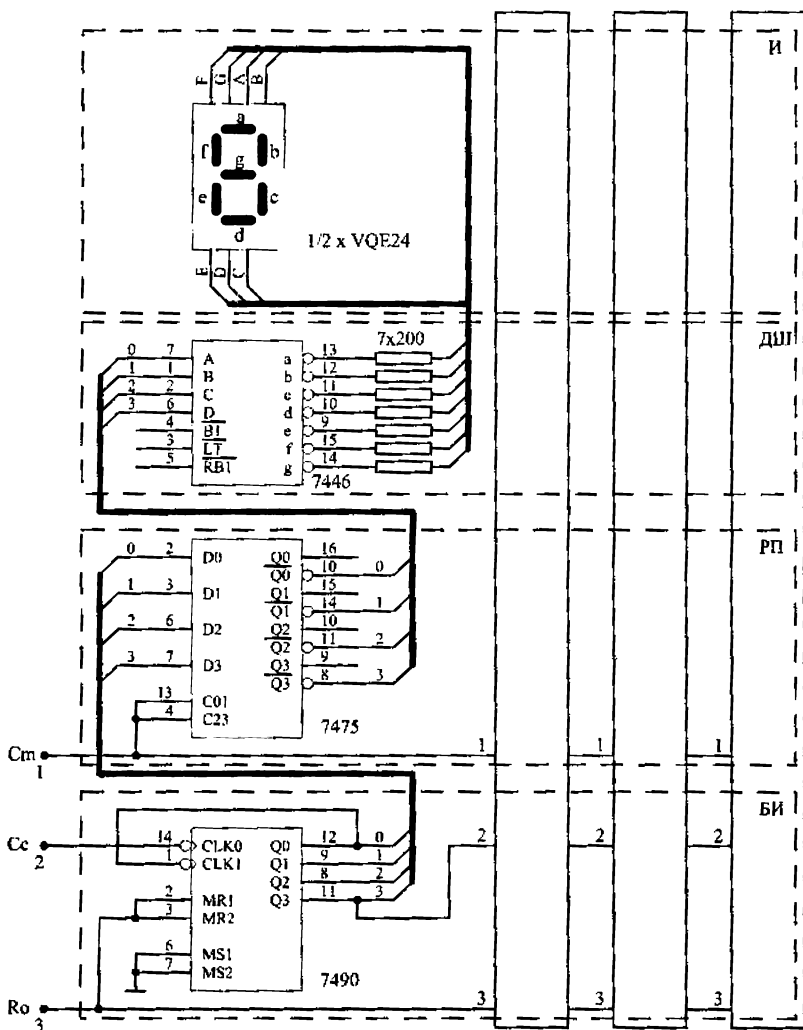 И
F G A B
a
f b
g
e c
d
E D C
1/2 x VQE24
7x200
ДШ
0 7 A a 13
1 1 B b 12
2 2 C c 11
3 6 D d 10
4 BI e 9
3 LT f 15
5 RBI g 14
7446
РП
0 2 D0 Q0 16
Q0 10 0
1 3 D1 Q1 15
Q1 14 1
2 6 D2 Q2 10
Q2 11 2
3 7 D3 Q3 9
Q3 8 3
13 C01
4 C23
7475
Cm 1 1 1 1
БИ
Cc 2 14 CLK0 Q0 12 0 2 2 2
1 CLK1 Q1 9 1
Q2 8 2
2 MR1 Q3 11 3
3 MR2
6 MS1
7 MS2
7490
Ro 3 3 3 3